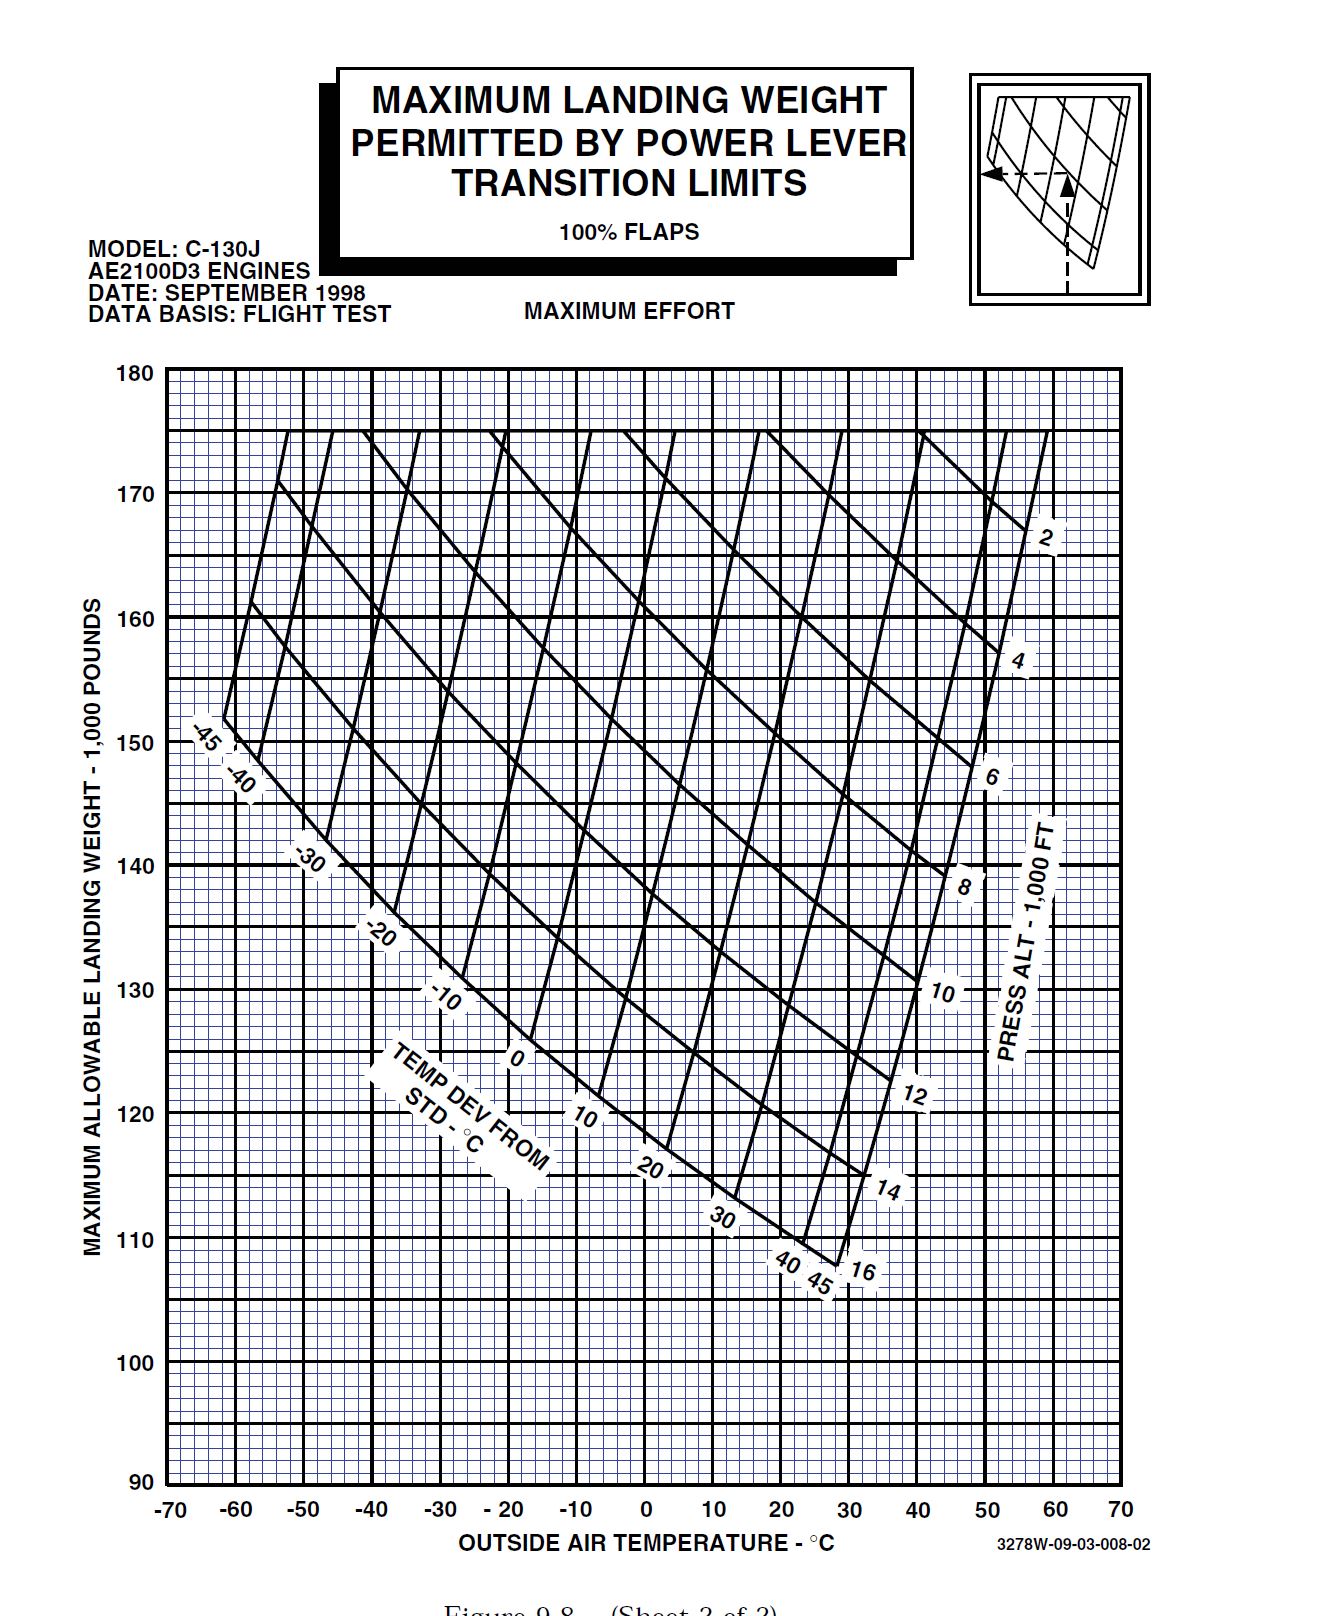 MAXIMUM LANDING WEIGHT
PERMITTED BY POWER LEVER
TRANSITION LIMITS
100% FLAPS
MODEL: C-130J
AE2100D3 ENGINES
DATE: SEPTEMBER 1998
DATA BASIS: FLIGHT TEST
MAXIMUM EFFORT
MAXIMUM ALLOWABLE LANDING WEIGHT - 1,000 POUNDS
180
170
160
150
140
130
120
110
100
90
2
4
6
8
10
12
14
16
PRESS ALT - 1,000 FT
-45
-40
-30
-20
-10
0
10
20
30
40
45
TEMP DEV FROM
STD - °C
-70 -60 -50 -40 -30 - 20 -10 0 10 20 30 40 50 60 70
OUTSIDE AIR TEMPERATURE - °C
3278W-09-03-008-02
Figure 9-8 (Sheet 2 of 2)